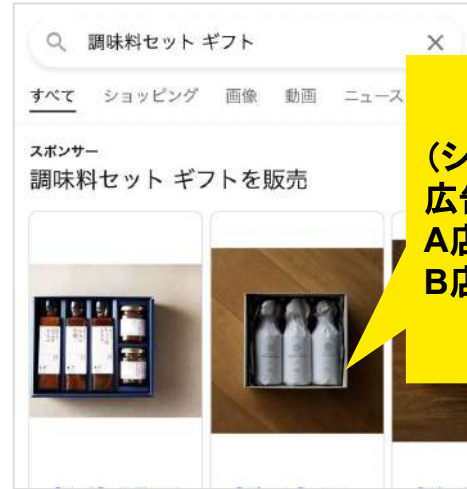 調味料セット ギフト
すべて ショッピング 画像 動画 ニュース
スポンサー
調味料セット ギフトを販売
(シ
広告
A店
B店